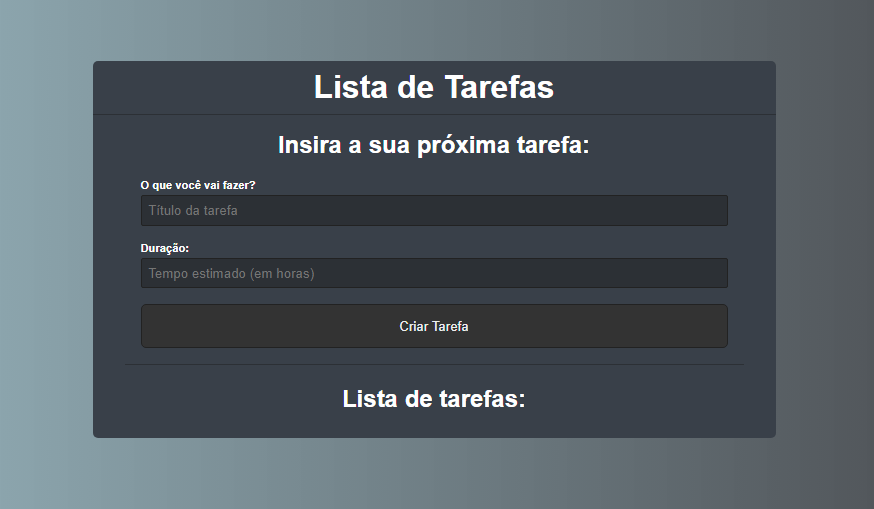 Lista de Tarefas
Insira a sua próxima tarefa:
O que você vai fazer?
Título da tarefa
Duração:
Tempo estimado (em horas)
Criar Tarefa
Lista de tarefas: